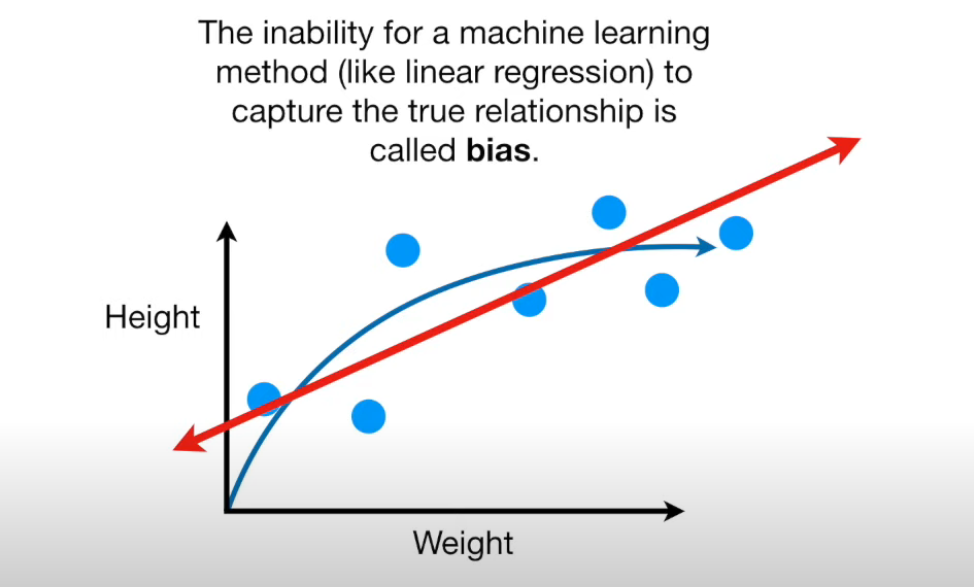 The inability for a machine learning
method (like linear regression) to
capture the true relationship is
called bias.
Height
Weight